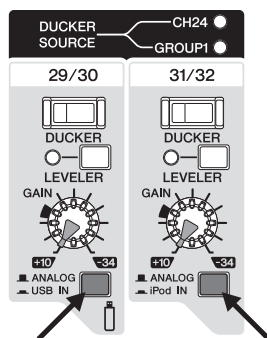 DUCKER
SOURCE
CH24
GROUP1
29/30
31/32
DUCKER
DUCKER
LEVELER
LEVELER
GAIN
GAIN
+10
-34
+10
-34
ANALOG
USB IN
ANALOG
iPod IN